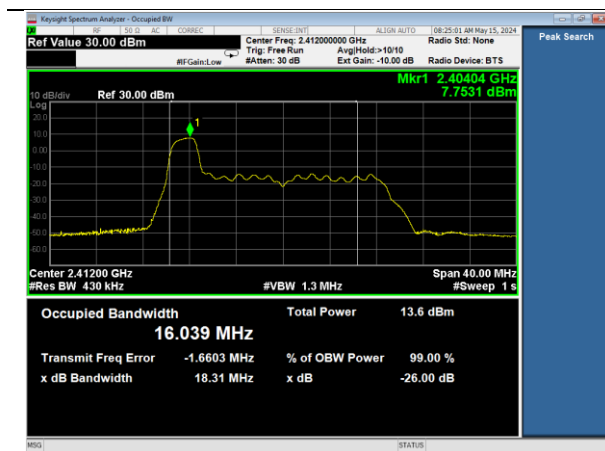 Keysight Spectrum Analyzer - Occupied BW
RF 50 Ω AC CORREC SENSE:INT ALIGN AUTO 08:25:01 AM May 15, 2024
Ref Value 30.00 dBm Center Freq: 2.412000000 GHz Radio Std: None Peak Search
Trig: Free Run Avg|Hold:>10/10
#IFGain:Low #Atten: 30 dB Ext Gain: -10.00 dB Radio Device: BTS
Mkr1 2.40404 GHz
10 dB/div Ref 30.00 dBm 7.7531 dBm
Log
20.0
1
10.0
0.00
-10.0
-20.0
-30.0
-40.0
-50.0
-60.0
Center 2.41200 GHz Span 40.00 MHz
#Res BW 430 kHz #VBW 1.3 MHz #Sweep 1 s
Occupied Bandwidth Total Power 13.6 dBm
16.039 MHz
Transmit Freq Error -1.6603 MHz % of OBW Power 99.00 %
x dB Bandwidth 18.31 MHz x dB -26.00 dB
MSG STATUS